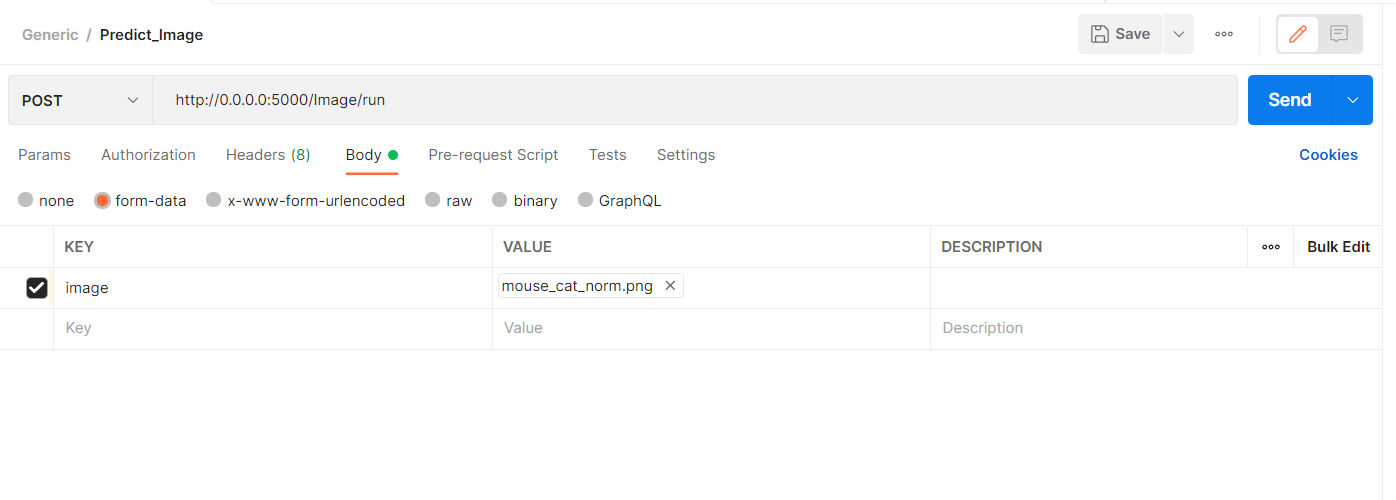 Generic / Predict_Image
Save
POST
http://0.0.0.0:5000/Image/run
Send
Params Authorization Headers (8) Body Pre-request Script Tests Settings Cookies
none form-data x-www-form-urlencoded raw binary GraphQL
KEY VALUE DESCRIPTION Bulk Edit
image mouse_cat_norm.png
Key Value Description